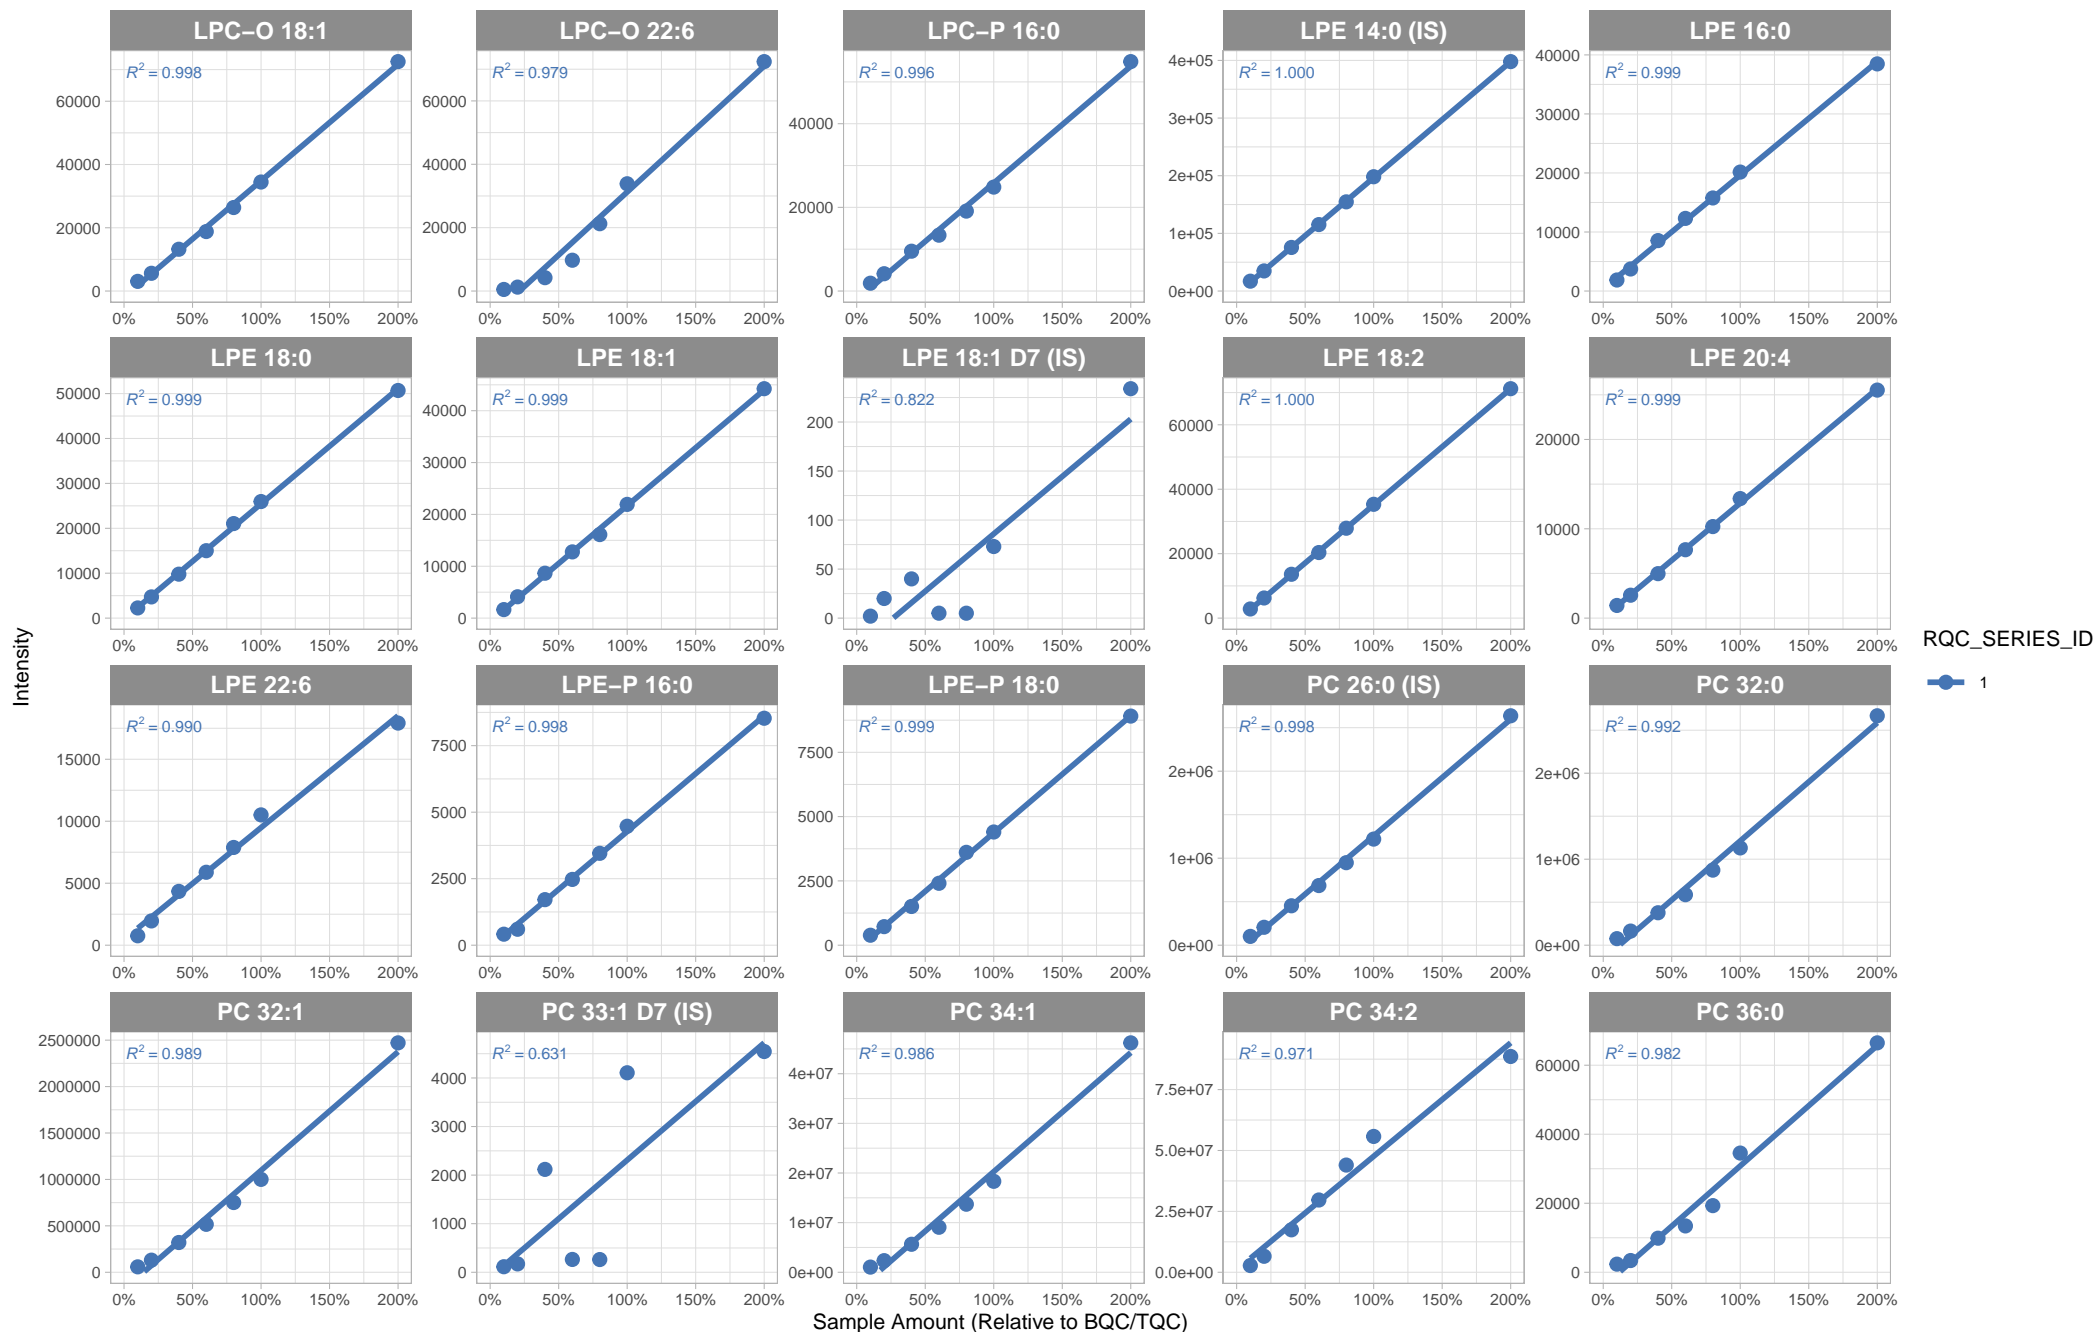 LPC−O 18:1
R² = 0.998
60000
40000
20000
0
0% 50% 100% 150% 200%
LPC−O 22:6
R² = 0.979
60000
40000
20000
0
0% 50% 100% 150% 200%
LPC−P 16:0
R² = 0.996
40000
20000
0
0% 50% 100% 150% 200%
LPE 14:0 (IS)
R² = 1.000
4e+05
3e+05
2e+05
1e+05
0e+00
0% 50% 100% 150% 200%
LPE 16:0
R² = 0.999
40000
30000
20000
10000
0
0% 50% 100% 150% 200%
LPE 18:0
R² = 0.999
50000
40000
30000
20000
10000
0
0% 50% 100% 150% 200%
LPE 18:1
R² = 0.999
40000
30000
20000
10000
0
0% 50% 100% 150% 200%
LPE 18:1 D7 (IS)
R² = 0.822
200
150
100
50
0
0% 50% 100% 150% 200%
LPE 18:2
R² = 1.000
60000
40000
20000
0
0% 50% 100% 150% 200%
LPE 20:4
R² = 0.999
20000
10000
0
0% 50% 100% 150% 200%
LPE 22:6
R² = 0.990
15000
10000
5000
0
0% 50% 100% 150% 200%
LPE−P 16:0
R² = 0.998
7500
5000
2500
0
0% 50% 100% 150% 200%
LPE−P 18:0
R² = 0.999
7500
5000
2500
0
0% 50% 100% 150% 200%
PC 26:0 (IS)
R² = 0.998
2e+06
1e+06
0e+00
0% 50% 100% 150% 200%
PC 32:0
R² = 0.992
2e+06
1e+06
0e+00
0% 50% 100% 150% 200%
PC 32:1
R² = 0.989
2500000
2000000
1500000
1000000
500000
0
0% 50% 100% 150% 200%
PC 33:1 D7 (IS)
R² = 0.631
4000
3000
2000
1000
0
0% 50% 100% 150% 200%
PC 34:1
R² = 0.986
4e+07
3e+07
2e+07
1e+07
0e+00
0% 50% 100% 150% 200%
PC 34:2
R² = 0.971
7.5e+07
5.0e+07
2.5e+07
0.0e+00
0% 50% 100% 150% 200%
PC 36:0
R² = 0.982
60000
40000
20000
0
0% 50% 100% 150% 200%
Intensity
Sample Amount (Relative to BQC/TQC)
RQC_SERIES_ID
1